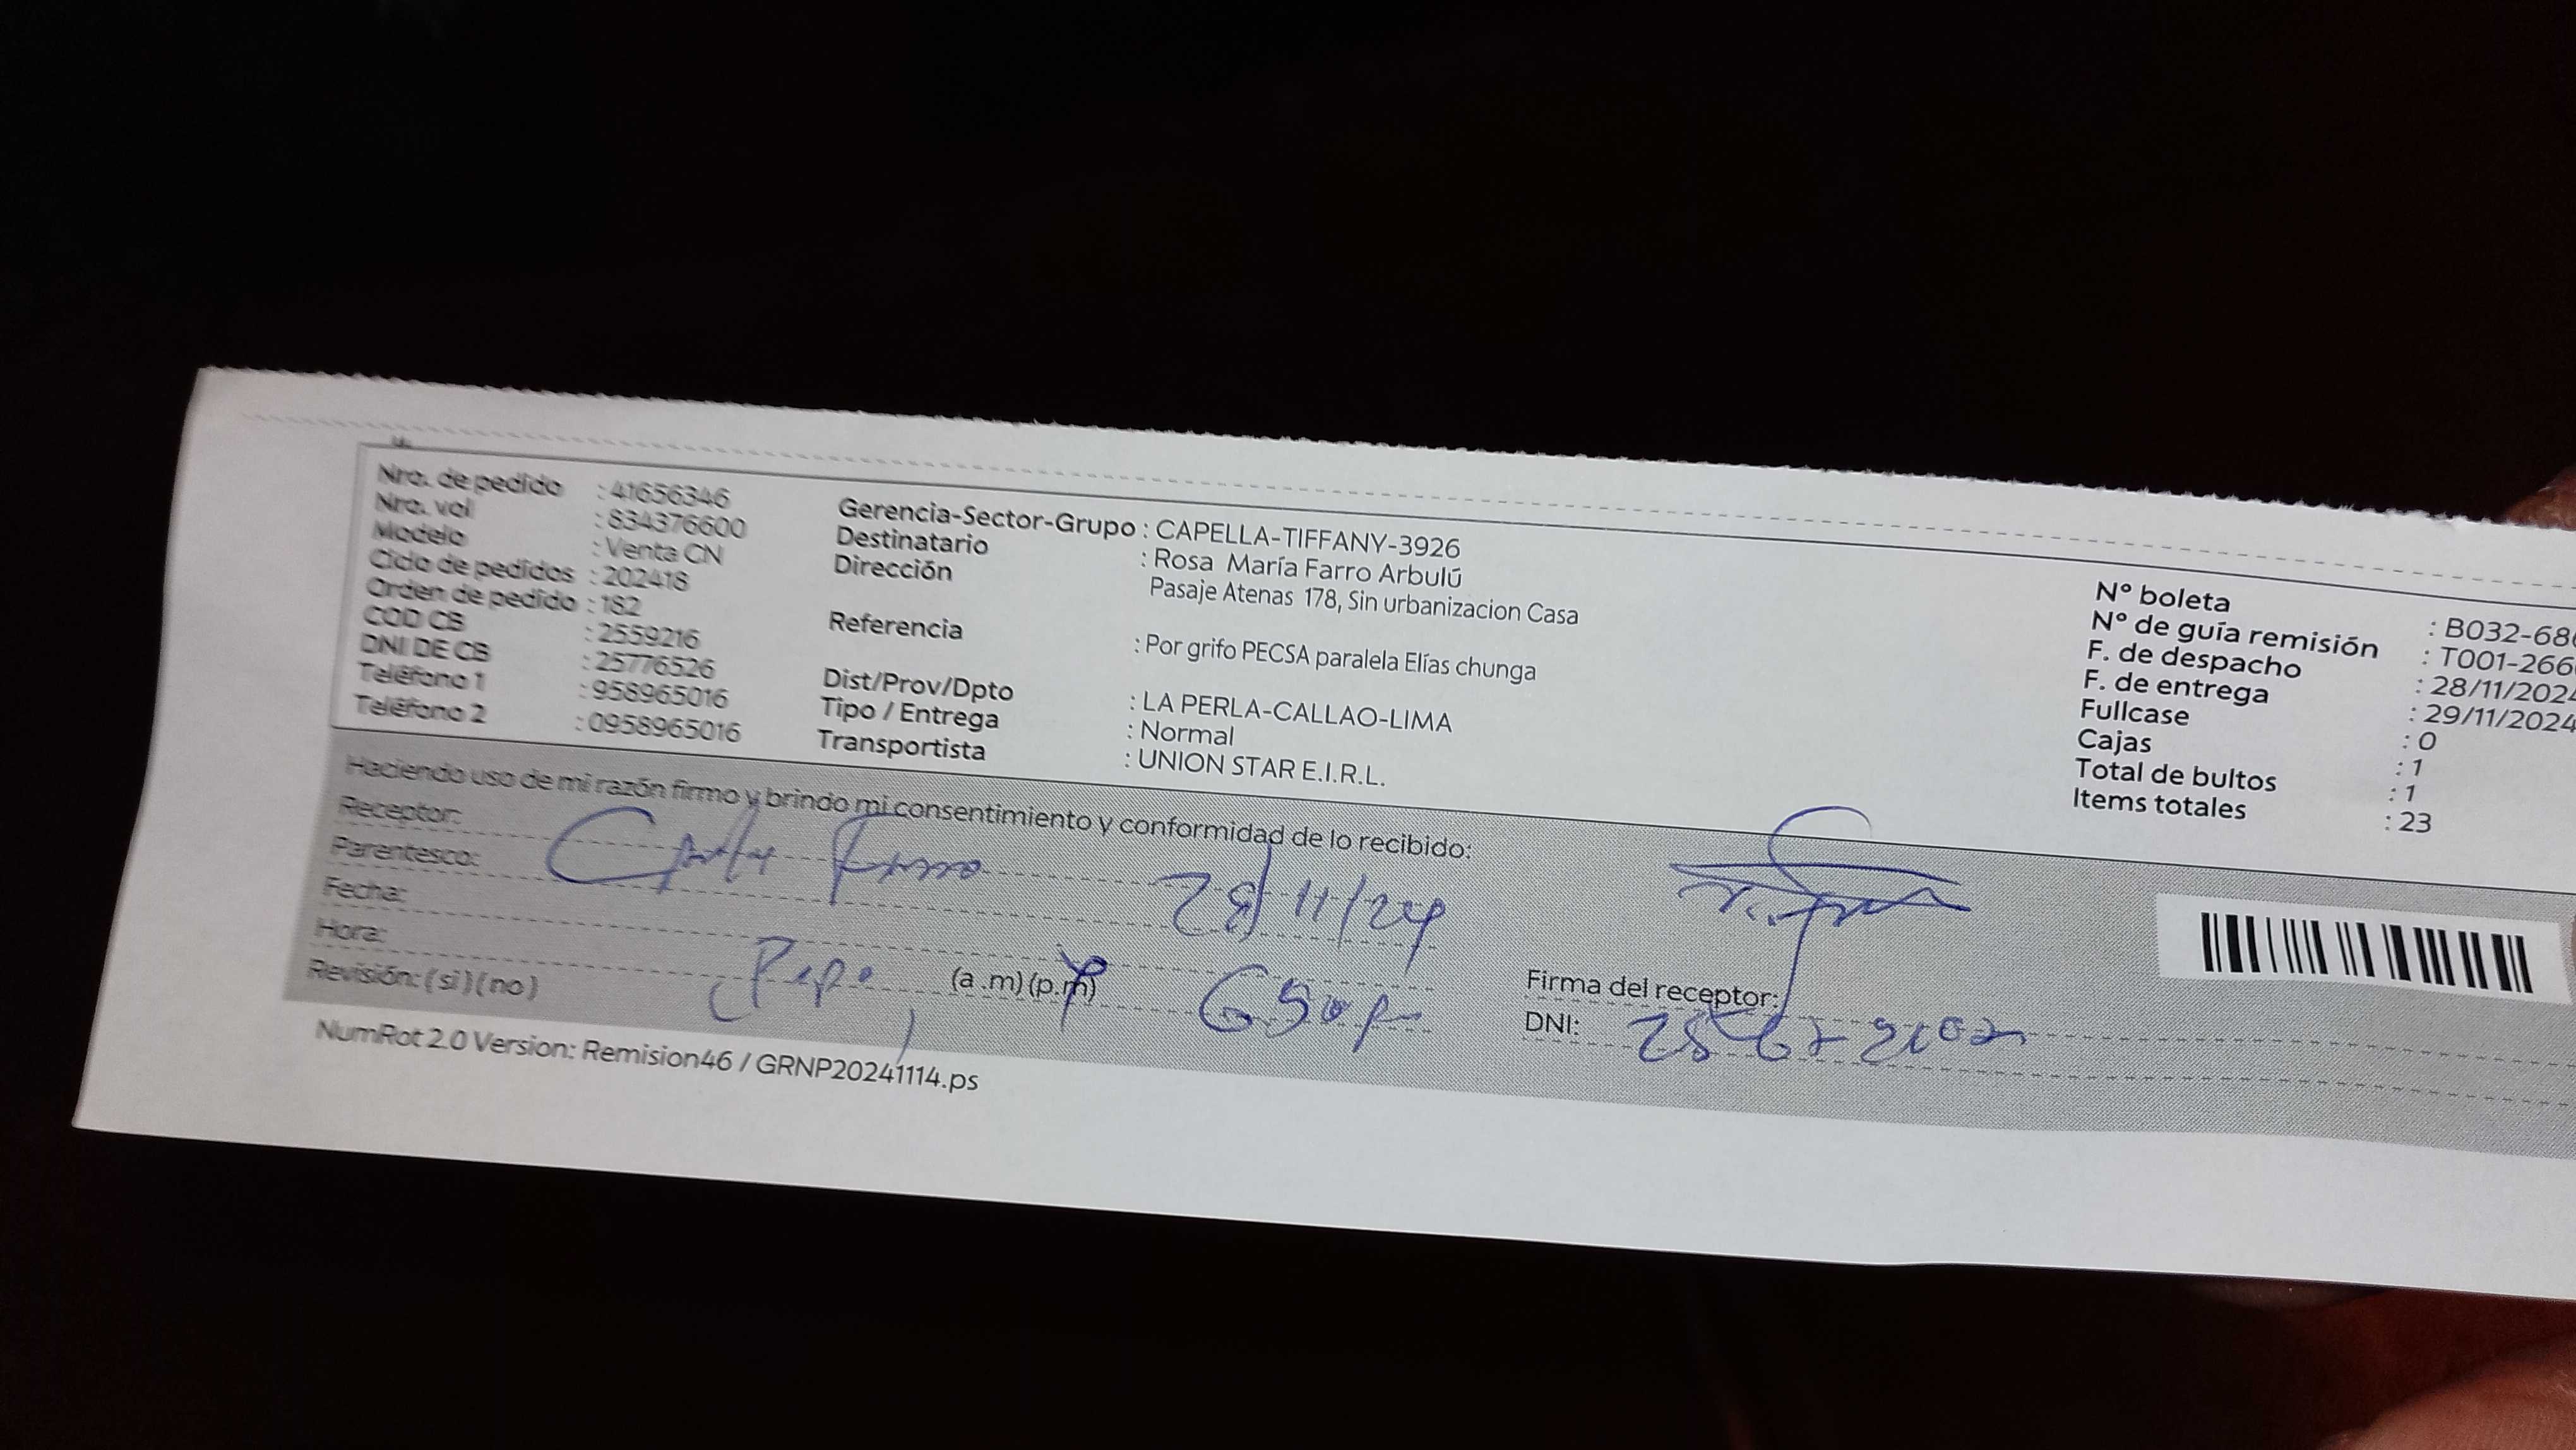 Nro. de pedido : 41656346
Nro. vol : 834376600
Modelo : Venta CN
Ciclo de pedidos : 202418
Orden de pedido : 182
COD CB : 2559216
DNI DE CB : 25776526
Teléfono 1 : 958965016
Teléfono 2 : 0958965016
Gerencia-Sector-Grupo : CAPELLA-TIFFANY-3926
Destinatario : Rosa María Farro Arbulú
Dirección Pasaje Atenas 178, Sin urbanizacion Casa
Referencia : Por grifo PECSA paralela Elías chunga
Dist/Prov/Dpto : LA PERLA-CALLAO-LIMA
Tipo / Entrega : Normal
Transportista : UNION STAR E.I.R.L.
N° boleta : B032-68
N° de guía remisión : T001-266
F. de despacho : 28/11/2024
F. de entrega : 29/11/2024
Fullcase : 0
Cajas : 1
Total de bultos : 1
Items totales : 23
Haciendo uso de mi razón firmo y brindo mi consentimiento y conformidad de lo recibido:
Receptor: Farro
Parentesco: 28/11/24
Fecha:
Hora: (a .m) (p.m)
Revisión: ( si ) ( no )
Firma del receptor:
DNI:
NumRot 2.0 Version: Remision46 / GRNP20241114.ps